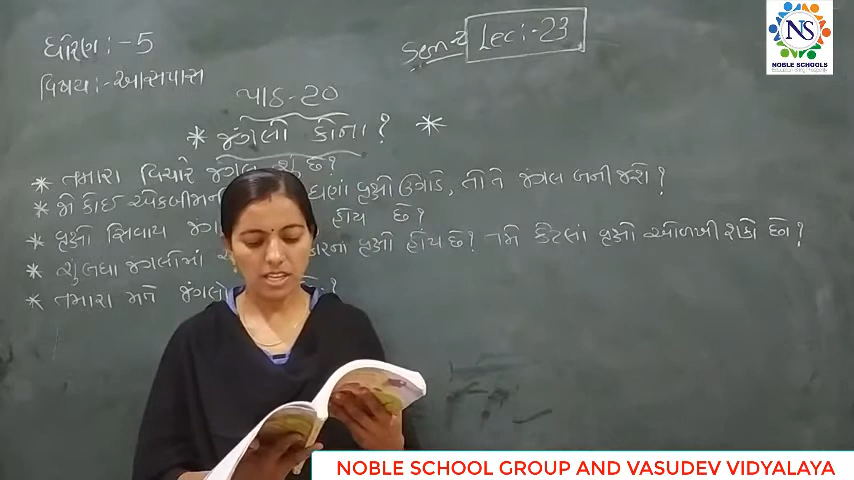 ધોરણ :- 5
Sem-2 Lec :- 23
વિષય :- આસપાસ
પાઠ - 20
* જંગલો કોના ? *
* તમારા વિચારે જંગલ શું છે?
* જો કોઈ એકબીજાની ઘણાં વૃક્ષો ઉગાડે, તો તે જંગલ બની જશે?
* વૃક્ષો સિવાય હોય છે?
* શું બધા જંગલોમાં વૃક્ષો હોય છે? તમે કેટલાં વૃક્ષો ઓળખી શકો છો?
* તમારા મતે જંગલો
NS
NOBLE SCHOOLS
NOBLE SCHOOL GROUP AND VASUDEV VIDYALAYA